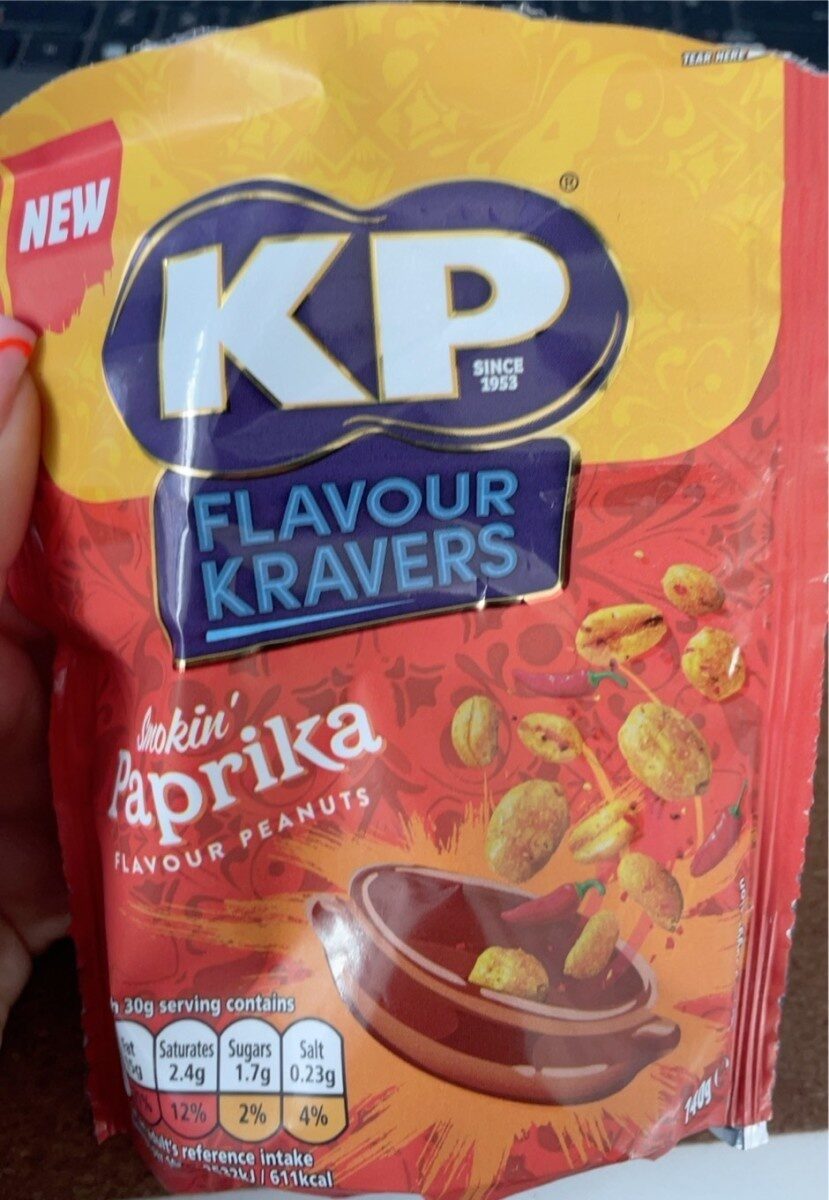 TEAR HERE
NEW
KP
®
SINCE
1953
FLAVOUR
KRAVERS
Smokin'
Paprika
FLAVOUR PEANUTS
30g serving contains
Saturates Sugars Salt
2.4g 1.7g 0.23g
12% 2% 4%
reference intake
611kcal
140g